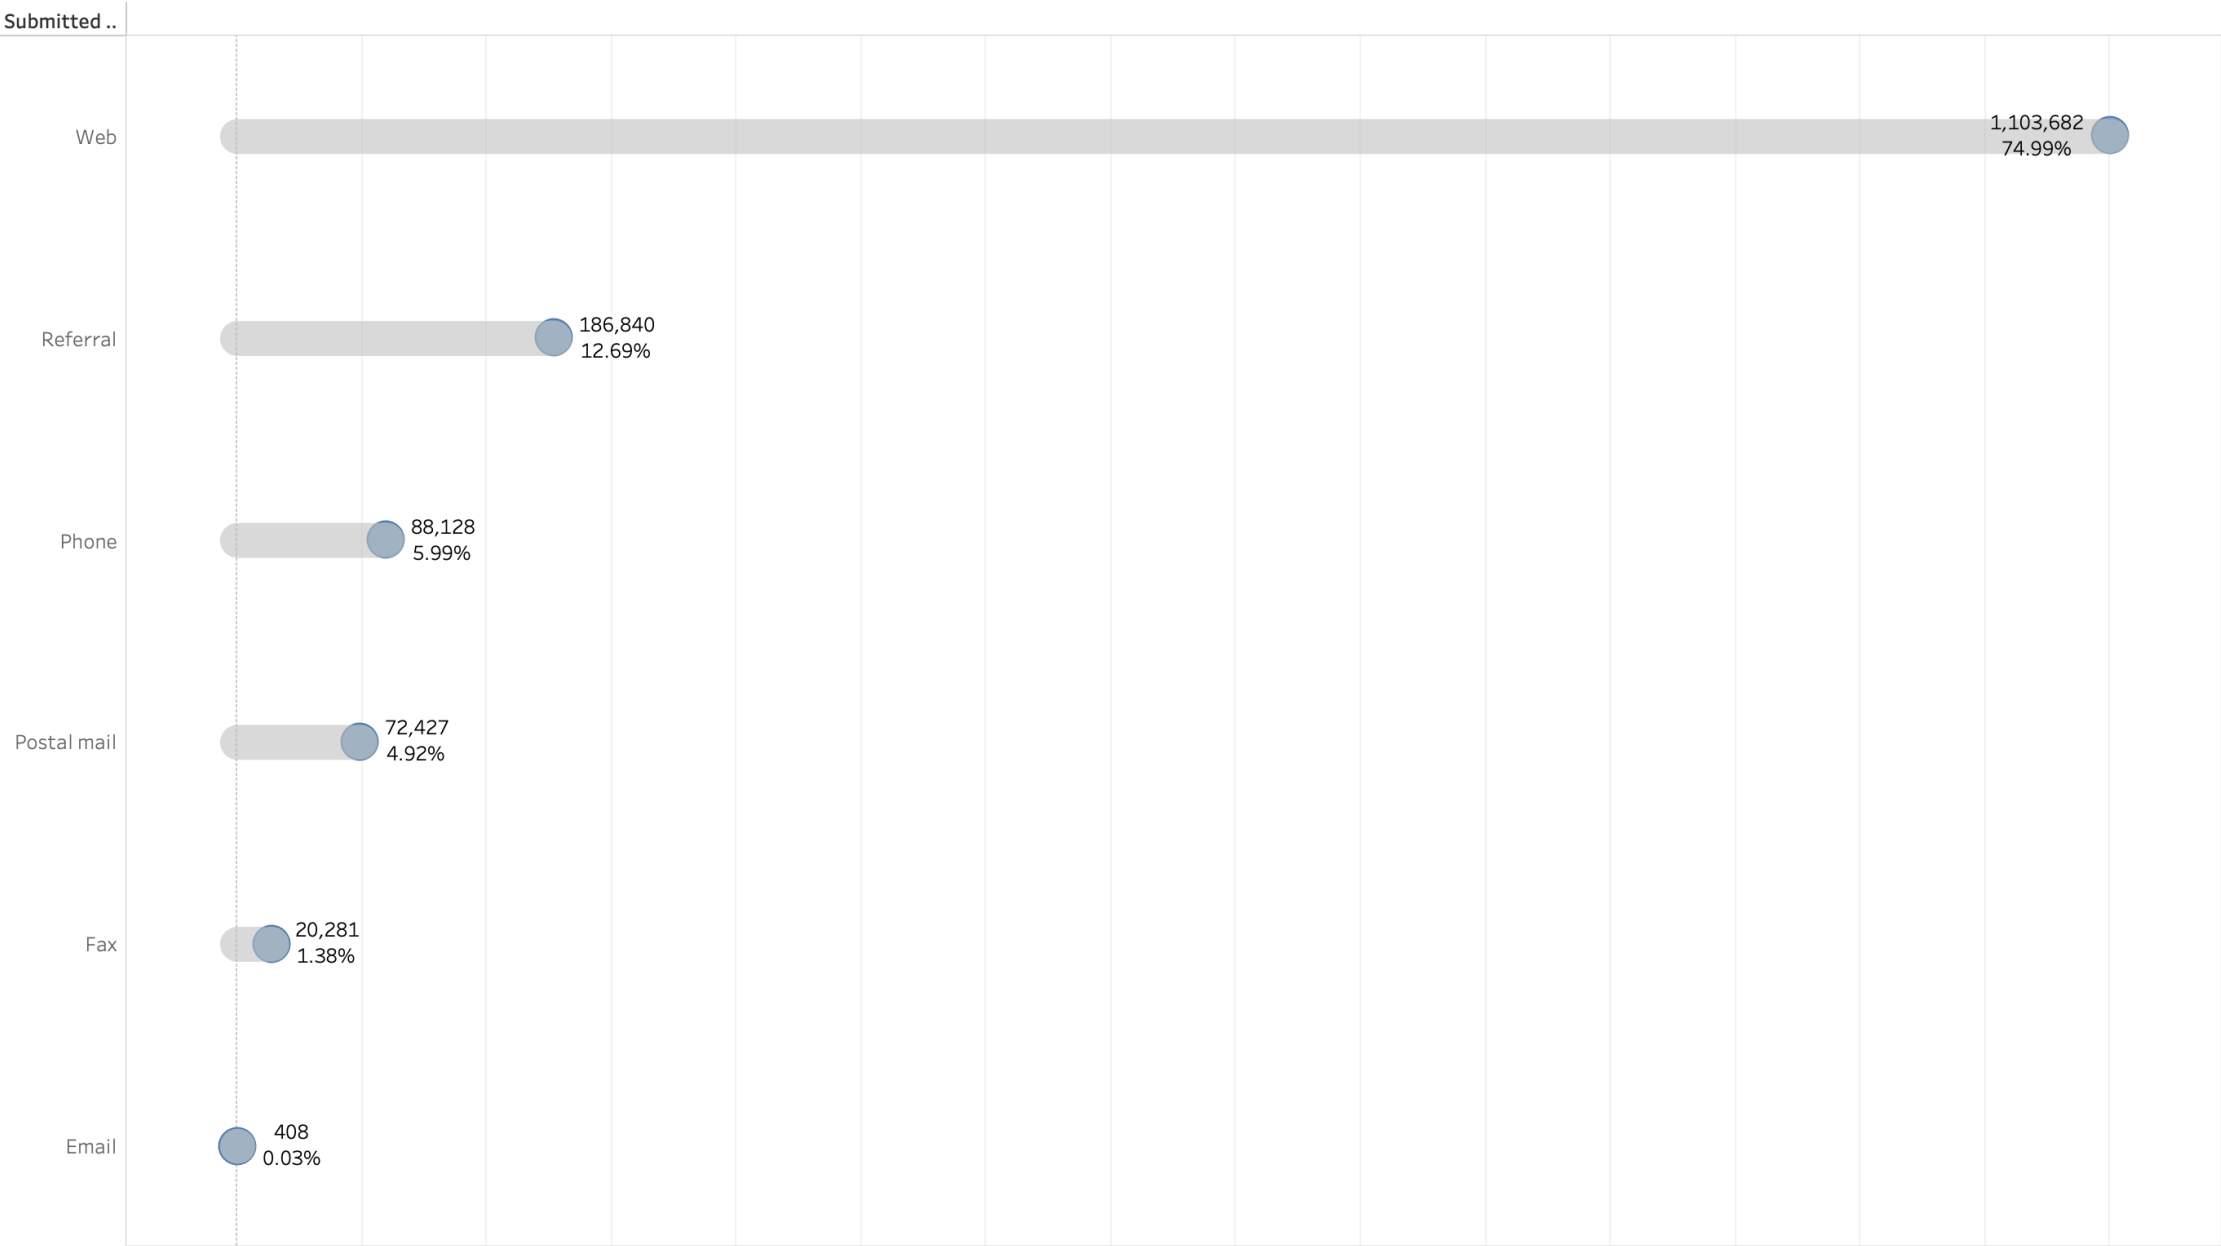 Submitted ..
Web
1,103,682
74.99%
Referral
186,840
12.69%
Phone
88,128
5.99%
Postal mail
72,427
4.92%
Fax
20,281
1.38%
Email
408
0.03%